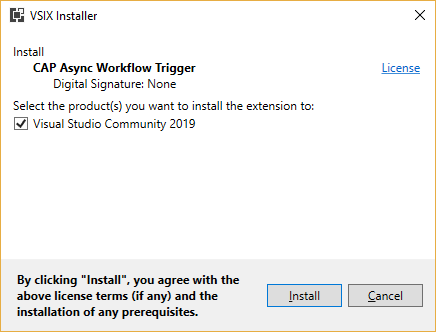 VSIX Installer
Install
CAP Async Workflow Trigger
License
Digital Signature: None
Select the product(s) you want to install the extension to:
Visual Studio Community 2019
By clicking "Install", you agree with the
above license terms (if any) and the
installation of any prerequisites.
Install
Cancel